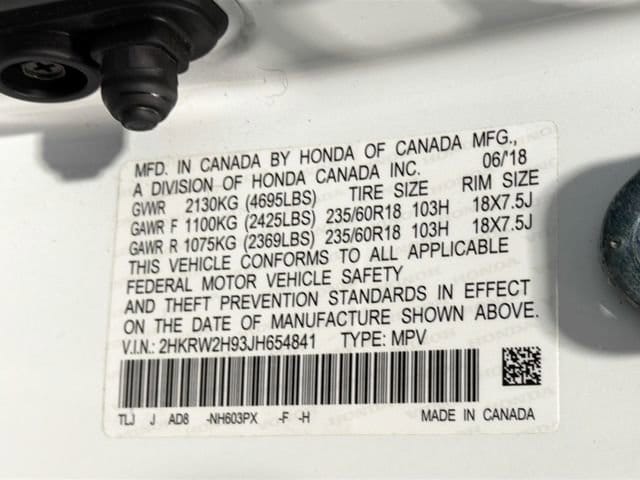 MFD. IN CANADA BY HONDA OF CANADA MFG.,
A DIVISION OF HONDA CANADA INC. 06/'18
GVWR 2130KG (4695LBS) TIRE SIZE RIM SIZE
GAWR F 1100KG (2425LBS) 235/60R18 103H 18X7.5J
GAWR R 1075KG (2369LBS) 235/60R18 103H 18X7.5J
THIS VEHICLE CONFORMS TO ALL APPLICABLE
FEDERAL MOTOR VEHICLE SAFETY
AND THEFT PREVENTION STANDARDS IN EFFECT
ON THE DATE OF MANUFACTURE SHOWN ABOVE.
V.I.N.: 2HKRW2H93JH654841 TYPE: MPV
TLJ J AD8 -NH603PX -F -H MADE IN CANADA